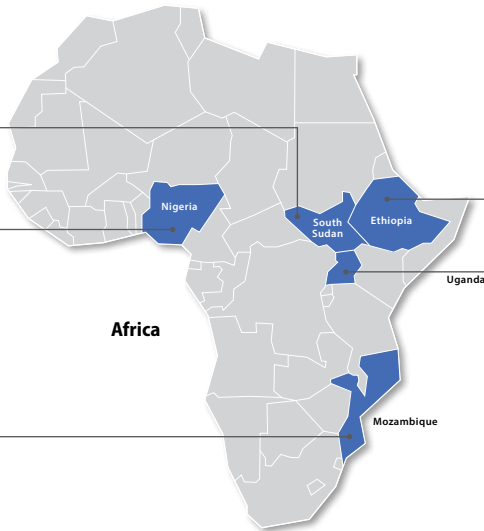 Nigeria
South
Sudan
Ethiopia
Uganda
Africa
Mozambique